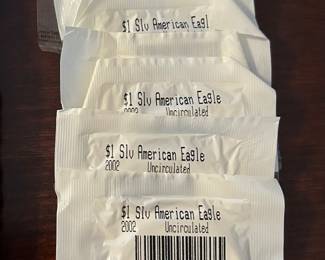 $1 Slv American Eagl
$1 Slv American Eagle
2002 Uncirculated
$1 Slv American Eagle
2002 Uncirculated
$1 Slv American Eagle
2002 Uncirculated